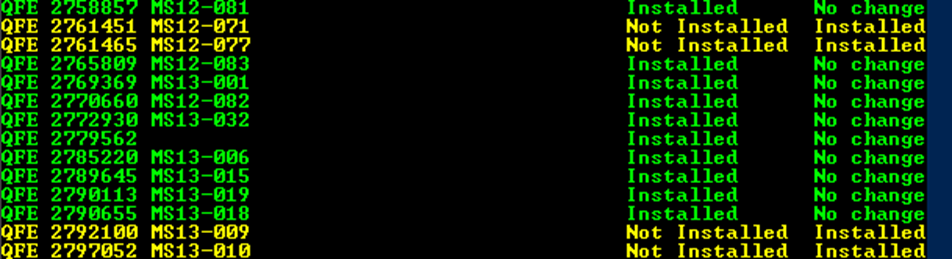 QFE 2758857 MS12-081 Installed No change
QFE 2761451 MS12-071 Not Installed Installed
QFE 2761465 MS12-077 Not Installed Installed
QFE 2765809 MS12-083 Installed No change
QFE 2769369 MS13-001 Installed No change
QFE 2770660 MS12-082 Installed No change
QFE 2772930 MS13-032 Installed No change
QFE 2779562 Installed No change
QFE 2785220 MS13-006 Installed No change
QFE 2789645 MS13-015 Installed No change
QFE 2790113 MS13-019 Installed No change
QFE 2790655 MS13-018 Installed No change
QFE 2792100 MS13-009 Not Installed Installed
QFE 2797052 MS13-010 Not Installed Installed